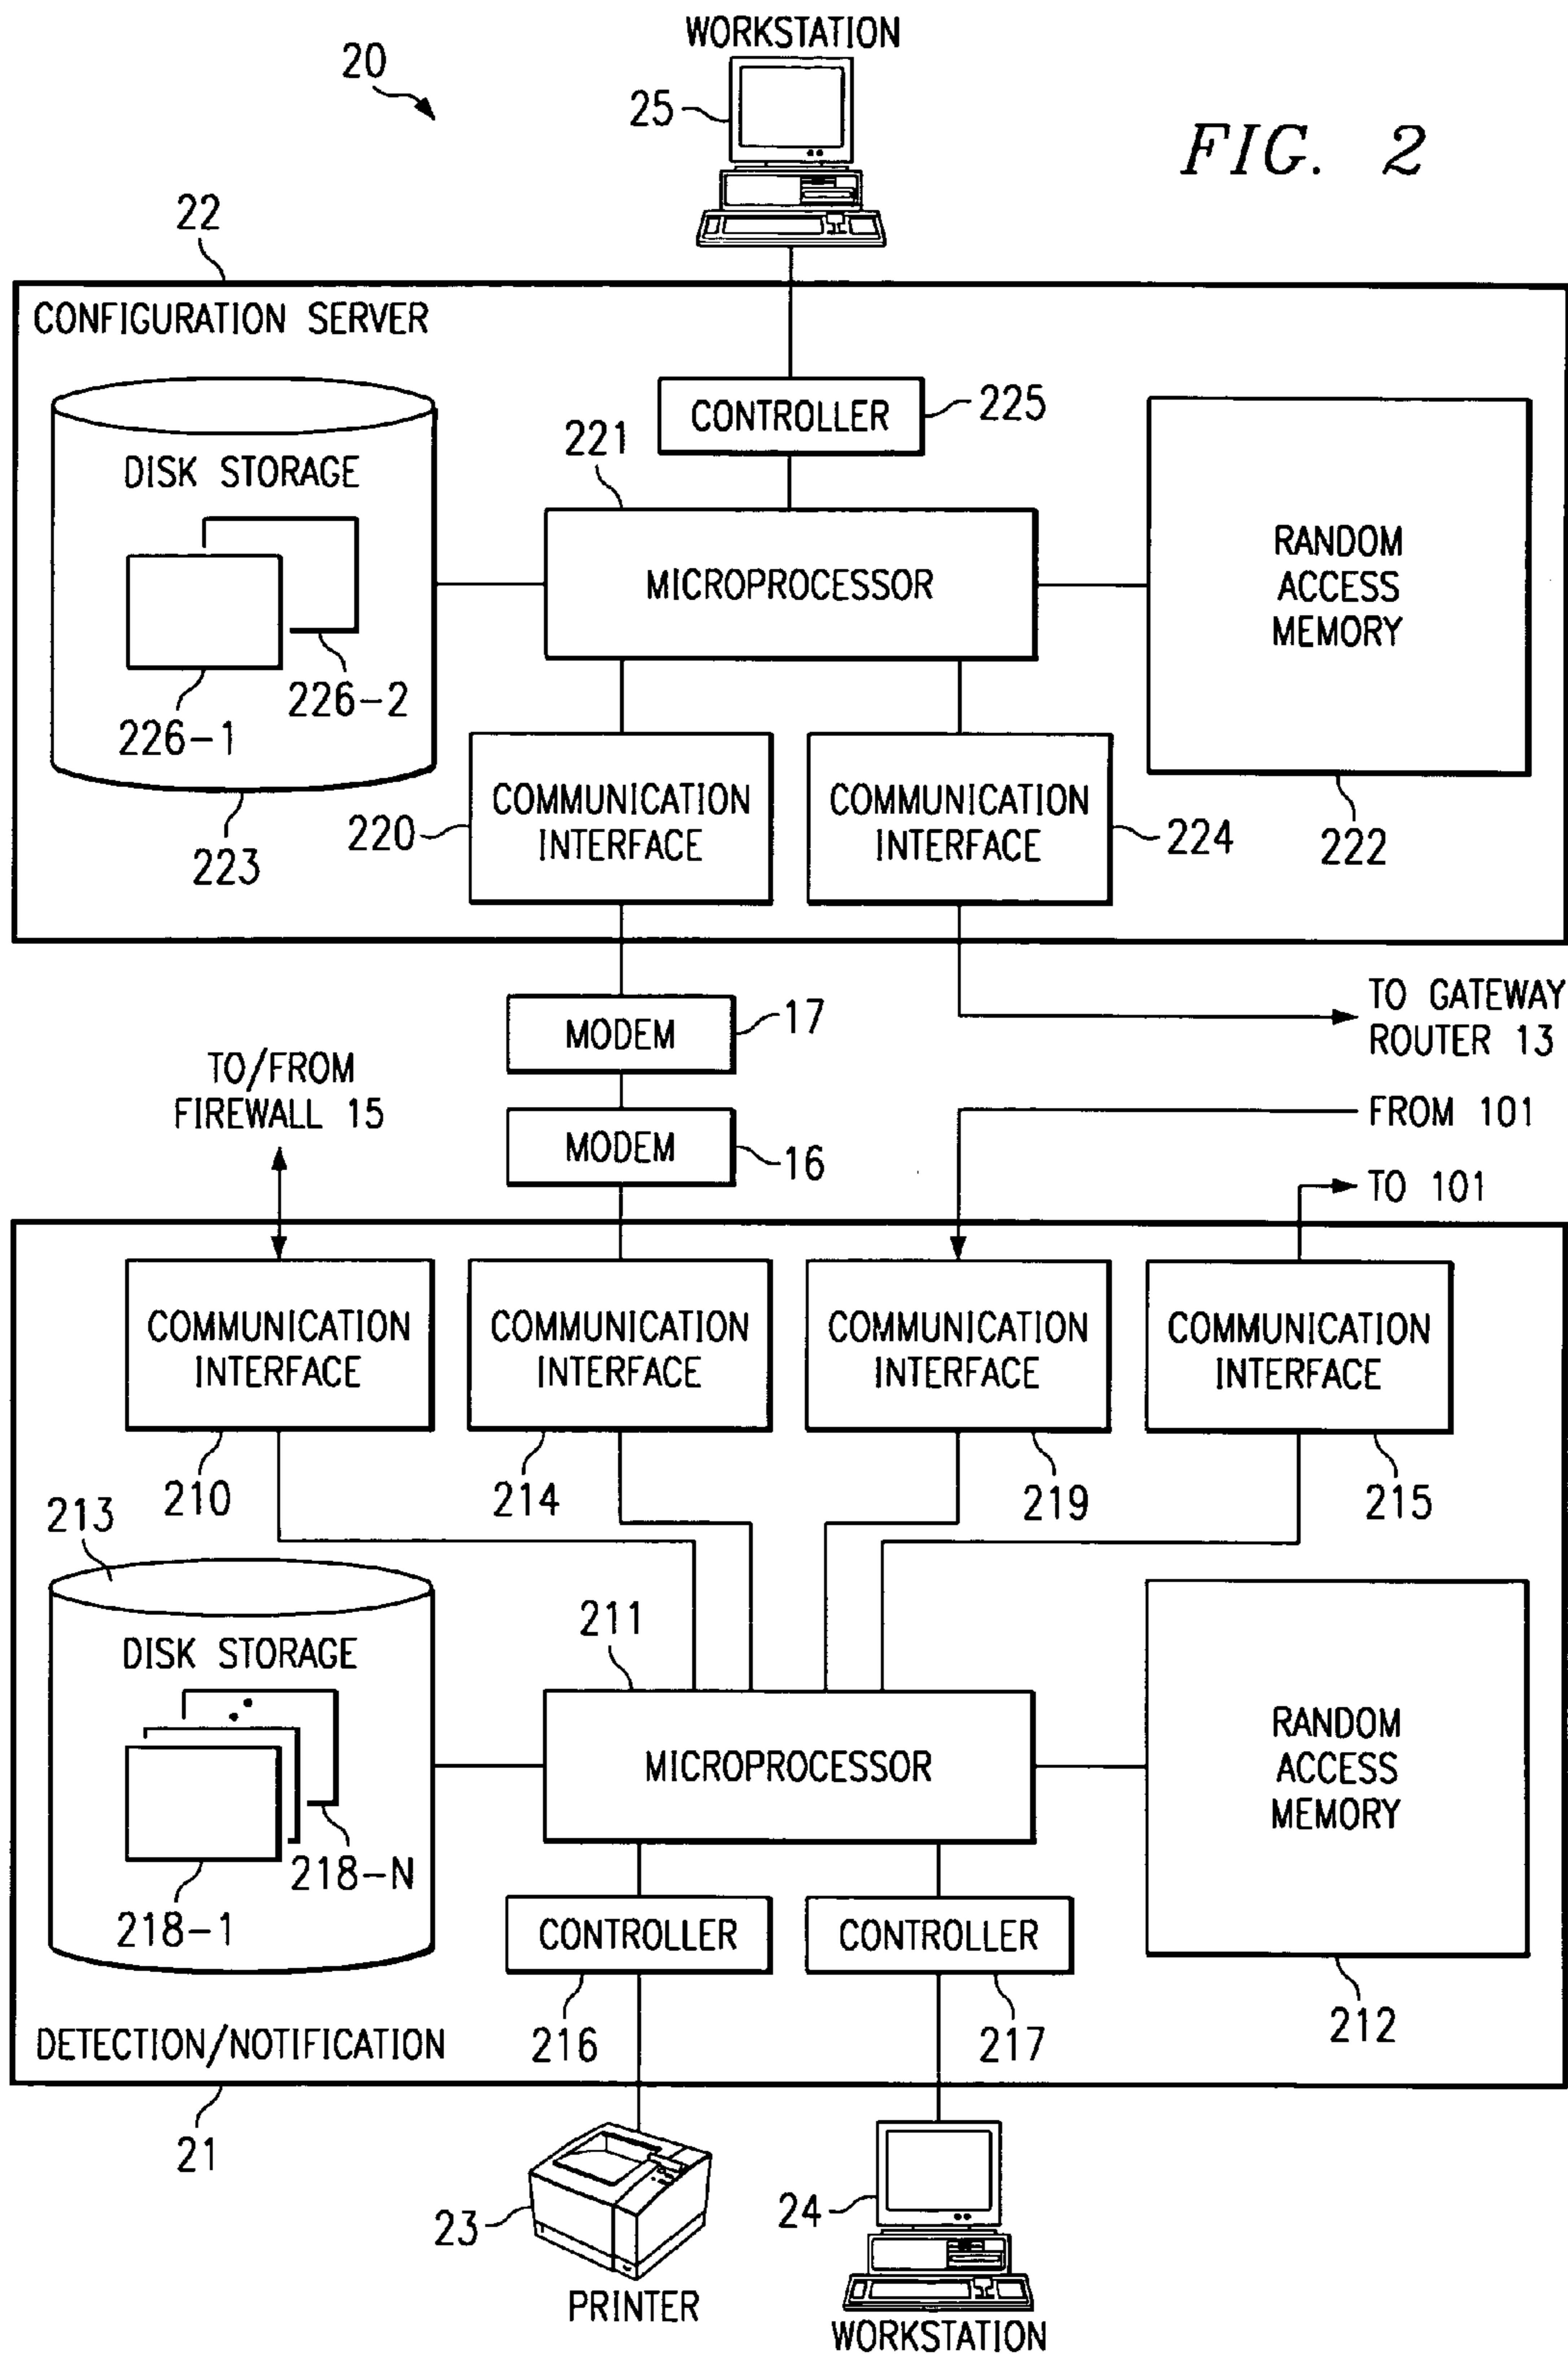 WORKSTATION
20
25
FIG. 2
22
CONFIGURATION SERVER
CONTROLLER
225
221
DISK STORAGE
RANDOM
ACCESS
MEMORY
MICROPROCESSOR
226-2
226-1
COMMUNICATION
INTERFACE
COMMUNICATION
INTERFACE
220
224
222
223
TO GATEWAY
ROUTER 13
MODEM
17
TO/FROM
FIREWALL 15
FROM 101
MODEM
16
TO 101
COMMUNICATION
INTERFACE
COMMUNICATION
INTERFACE
COMMUNICATION
INTERFACE
COMMUNICATION
INTERFACE
210
214
219
215
213
211
DISK STORAGE
RANDOM
ACCESS
MEMORY
MICROPROCESSOR
218-N
218-1
CONTROLLER
CONTROLLER
216
217
212
DETECTION/NOTIFICATION
21
23
24
PRINTER
WORKSTATION